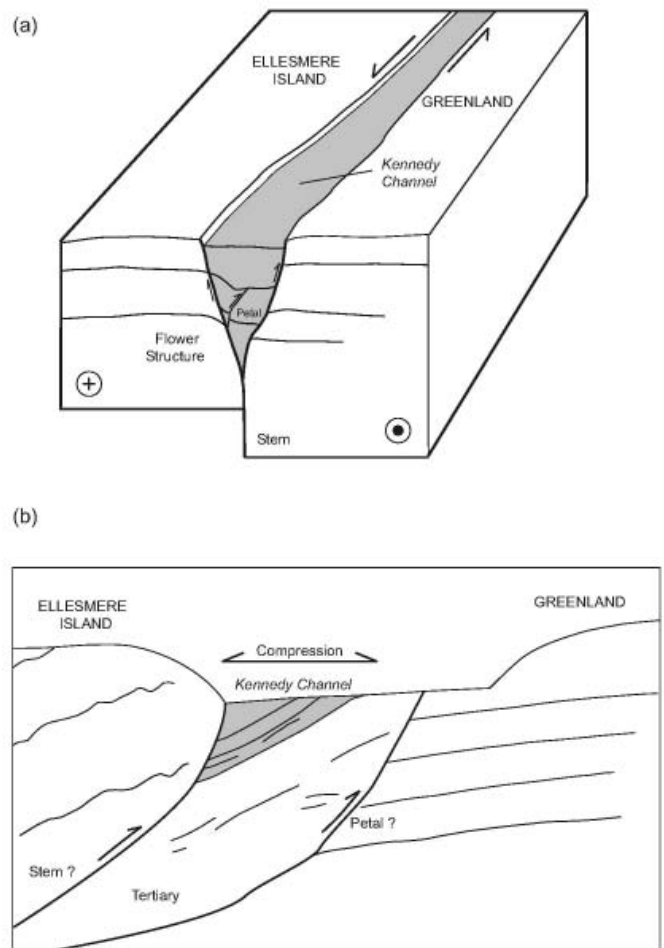 (a)
ELLESMERE
ISLAND
GREENLAND
Kennedy
Channel
Petal
Flower
Structure
Stem
(b)
ELLESMERE
ISLAND
GREENLAND
Compression
Kennedy Channel
Petal ?
Stem ?
Tertiary